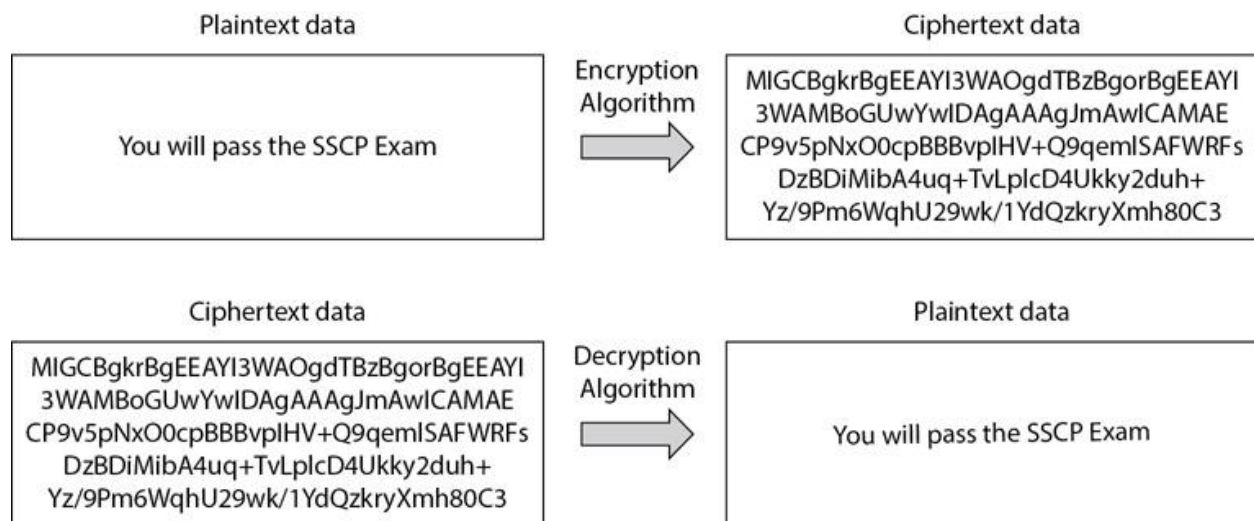 Plaintext data
Ciphertext data
You will pass the SSCP Exam
Encryption
Algorithm
MIGCBgkrBgEEAYI3WAOgdTBzBgorBgEEAYI
3WAMBoGUwYwIDAgAAAgJmAwICAMAE
CP9v5pNxO0cpBBBvpIHV+Q9qemlSAFWRFs
DzBDiMibA4uq+TvLplcD4Ukky2duh+
Yz/9Pm6WqhU29wk/1YdQzkryXmh80C3
Ciphertext data
Plaintext data
MIGCBgkrBgEEAYI3WAOgdTBzBgorBgEEAYI
3WAMBoGUwYwIDAgAAAgJmAwICAMAE
CP9v5pNxO0cpBBBvpIHV+Q9qemlSAFWRFs
DzBDiMibA4uq+TvLplcD4Ukky2duh+
Yz/9Pm6WqhU29wk/1YdQzkryXmh80C3
Decryption
Algorithm
You will pass the SSCP Exam